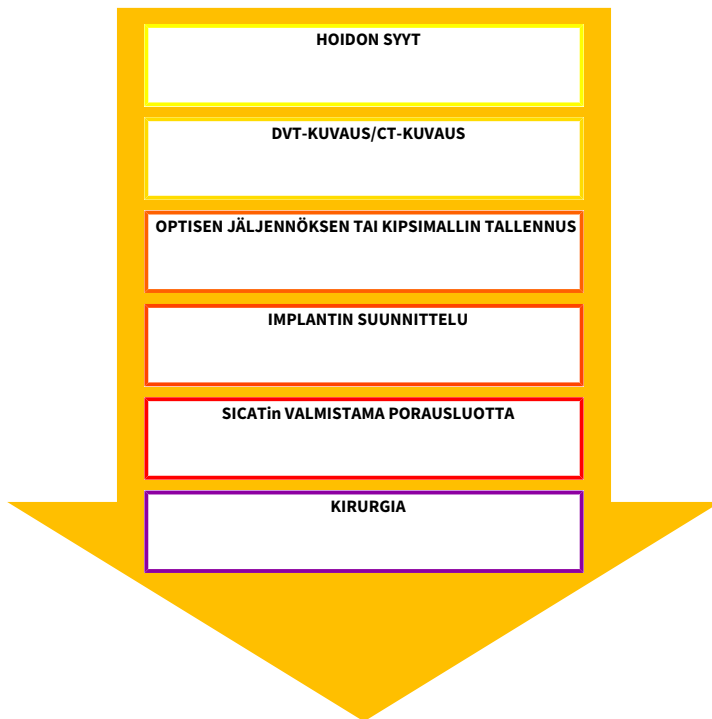 HOIDON SYYT
DVT-KUVAUS/CT-KUVAUS
OPTISEN JÄLJENNÖKSEN TAI KIPSIMALLIN TALLENNUS
IMPLANTIN SUUNNITTELU
SICATin VALMISTAMA PORAUSLUOTTA
KIRURGIA